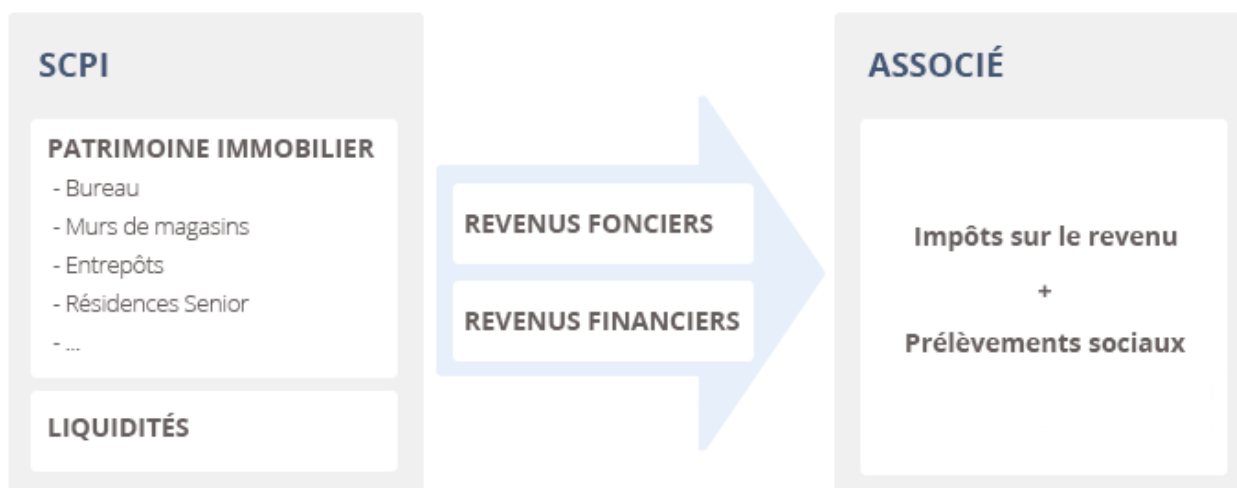 SCPI
PATRIMOINE IMMOBILIER
- Bureau
- Murs de magasins
- Entrepôts
- Résidences Senior
- ...
LIQUIDITÉS
REVENUS FONCIERS
REVENUS FINANCIERS
ASSOCIÉ
Impôts sur le revenu
+
Prélèvements sociaux